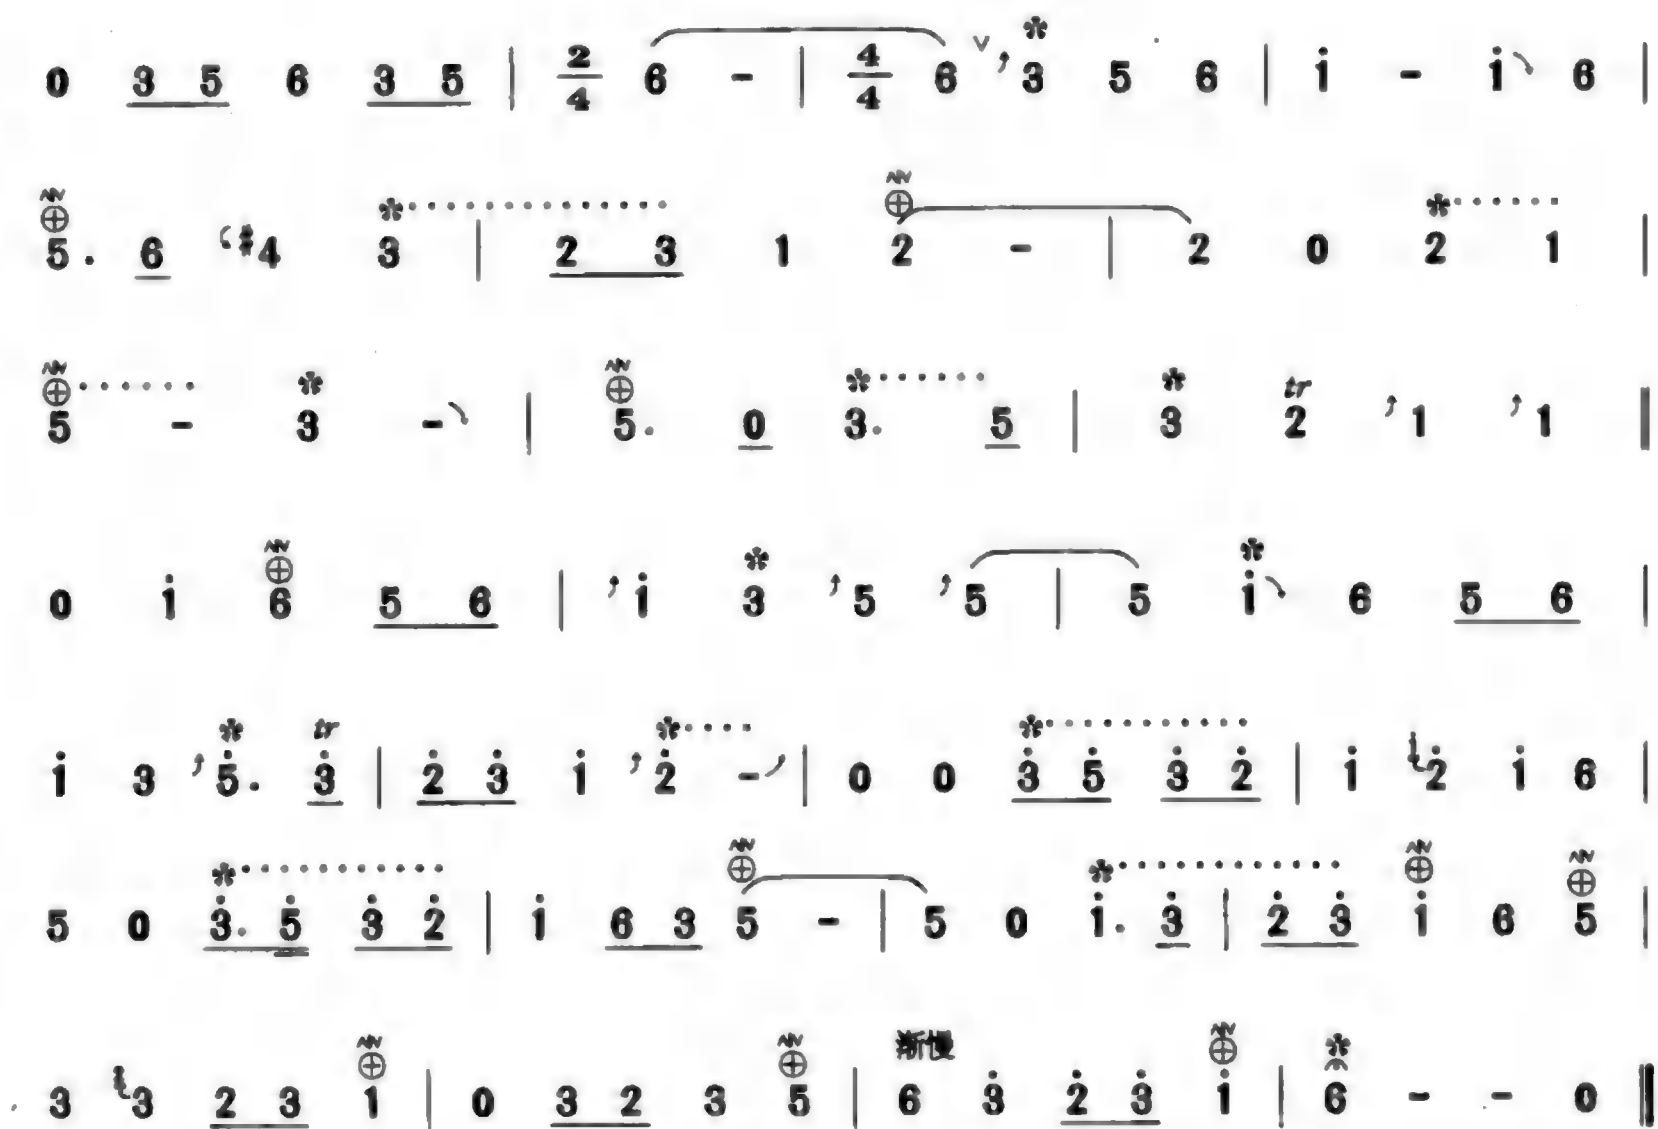 0 3 5 6 3 5 | 2/4 6 - | 4/4 6 ∨ 3 5 6 | i̇ - i̇ 6 |
5. 6 #4 3 | 2 3 1 2 - | 2 0 2 1 |
5 - 3 - | 5. 0 3. 5 | 3 tr2 1 1 ‖
0 i̇ 6 5 6 | i̇ 3 5 5 | 5 i̇ 6 5 6 |
i̇ 3 5̇. tr3̇ | 2̇ 3̇ i̇ 2̇ - | 0 0 3̇ 5̇ 3̇ 2̇ | i̇ 2̇ i̇ 6 |
5 0 3̇. 5̇ 3̇ 2̇ | i̇ 6 3 5 - | 5 0 i̇. 3̇ | 2̇ 3̇ i̇ 6 5̇ |
渐慢
3 3 2 3 1 | 0 3 2 3 5 | 6 3̇ 2̇ 3̇ i̇ | 6 - - 0 ‖